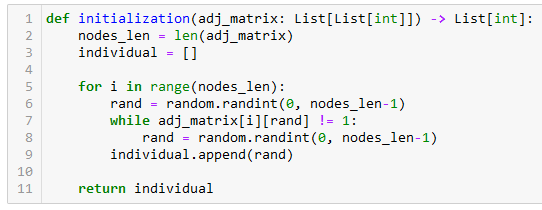 1 def initialization(adj_matrix: List[List[int]]) -> List[int]:
2     nodes_len = len(adj_matrix)
3     individual = []
4
5     for i in range(nodes_len):
6         rand = random.randint(0, nodes_len-1)
7         while adj_matrix[i][rand] != 1:
8             rand = random.randint(0, nodes_len-1)
9         individual.append(rand)
10
11     return individual